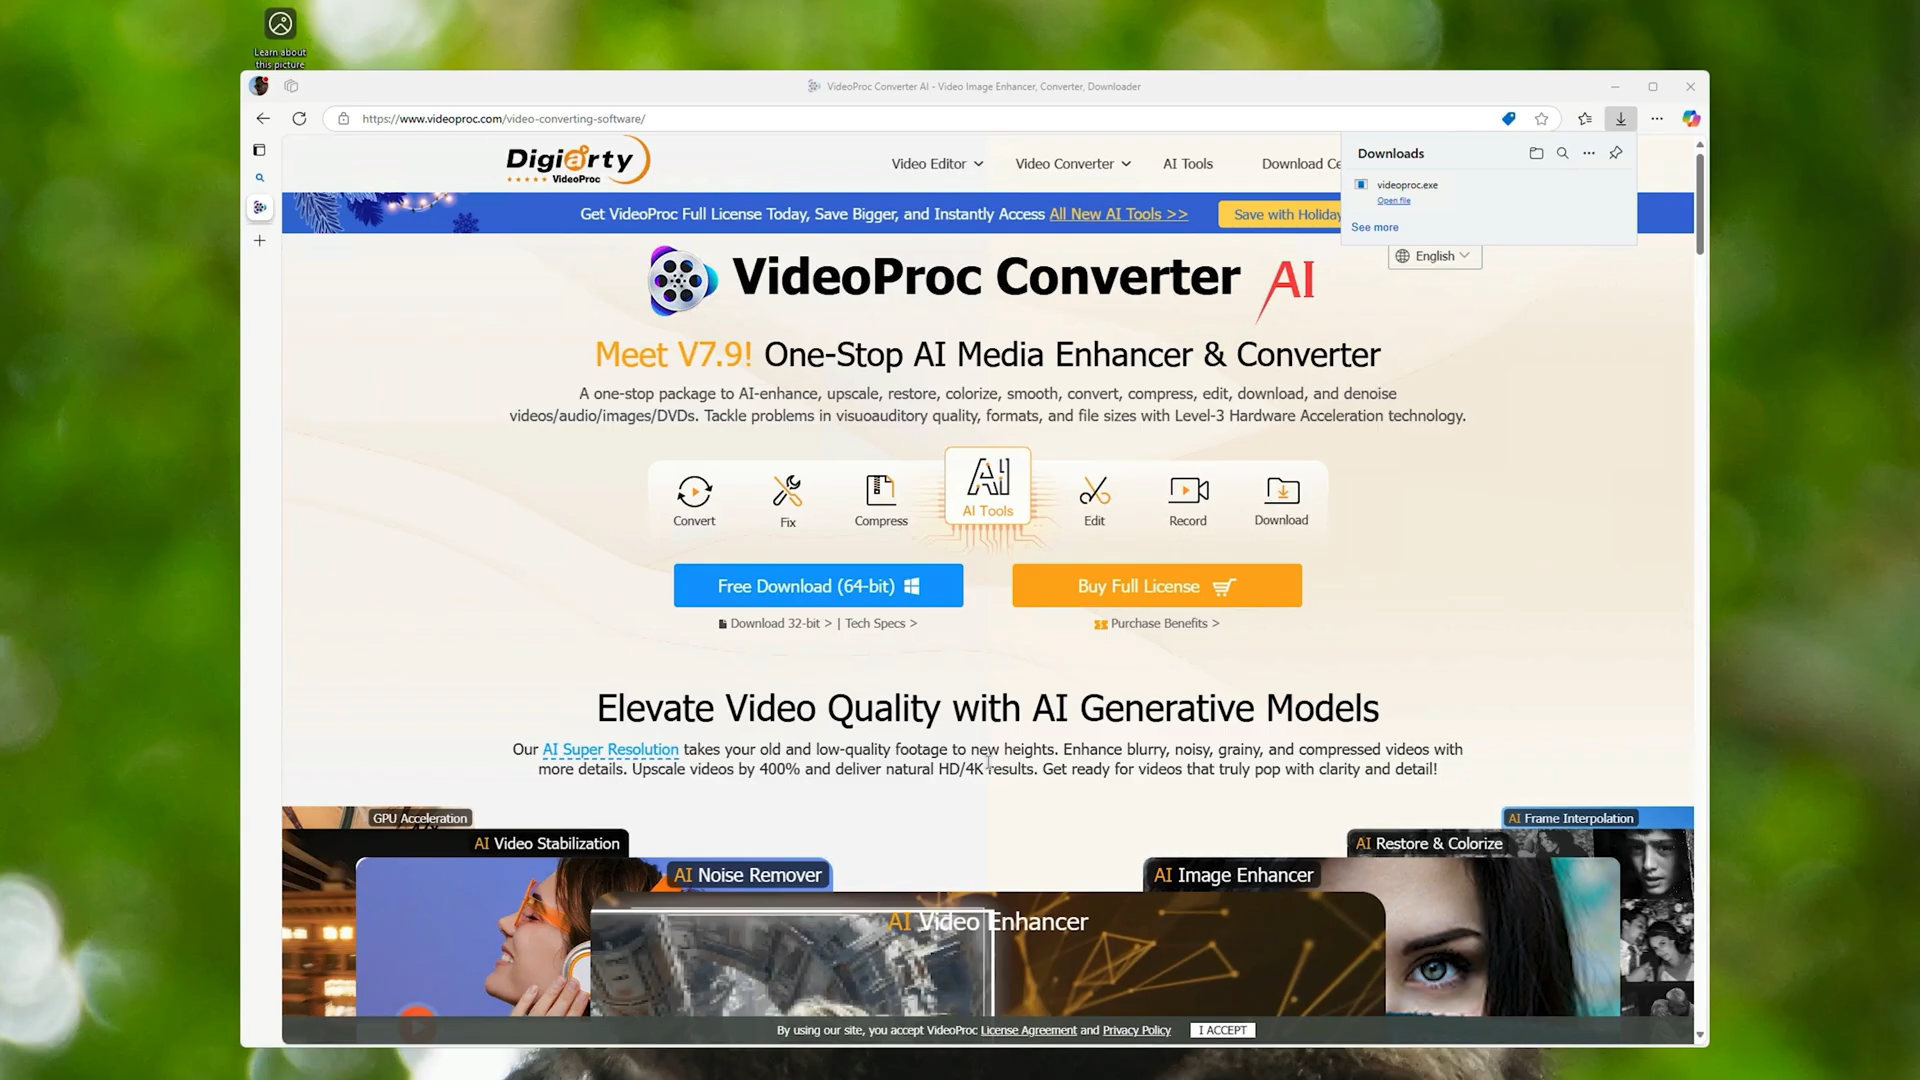 Learn about
this picture
VideoProc Converter AI - Video Image Enhancer, Converter, Downloader
https://www.videoproc.com/video-converting-software/
Digiarty
VideoProc
Video Editor
Video Converter
AI Tools
Download Ce
Downloads
videoproc.exe
Open file
See more
Get VideoProc Full License Today, Save Bigger, and Instantly Access All New AI Tools >>
Save with Holiday
English
VideoProc Converter AI
Meet V7.9! One-Stop AI Media Enhancer & Converter
A one-stop package to AI-enhance, upscale, restore, colorize, smooth, convert, compress, edit, download, and denoise
videos/audio/images/DVDs. Tackle problems in visuoauditory quality, formats, and file sizes with Level-3 Hardware Acceleration technology.
Convert
Fix
Compress
AI
AI Tools
Edit
Record
Download
Free Download (64-bit)
Buy Full License
Download 32-bit > | Tech Specs >
Purchase Benefits >
Elevate Video Quality with AI Generative Models
Our AI Super Resolution takes your old and low-quality footage to new heights. Enhance blurry, noisy, grainy, and compressed videos with
more details. Upscale videos by 400% and deliver natural HD/4K results. Get ready for videos that truly pop with clarity and detail!
GPU Acceleration
AI Frame Interpolation
AI Video Stabilization
AI Restore & Colorize
AI Noise Remover
AI Image Enhancer
AI Video Enhancer
By using our site, you accept VideoProc License Agreement and Privacy Policy
I ACCEPT